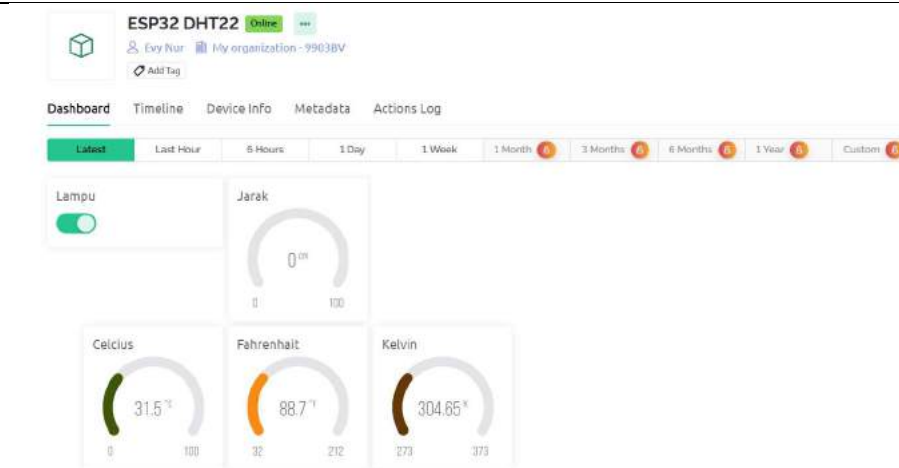 ESP32 DHT22 Online ...
Evy Nur My organization - 9903BV
Add Tag
Dashboard Timeline Device Info Metadata Actions Log
Latest Last Hour 6 Hours 1 Day 1 Week 1 Month 3 Months 6 Months 1 Year Custom
Lampu
Jarak
0 cm
0 100
Celcius Fahrenhait Kelvin
31.5 °C 88.7 °F 304.65 K
0 100 32 212 273 373